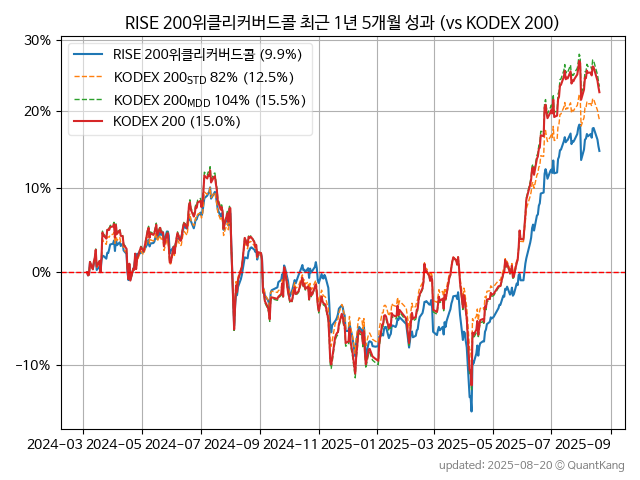 RISE 200위클리커버드콜 최근 1년 5개월 성과 (vs KODEX 200)
30%
20%
10%
0%
−10%
RISE 200위클리커버드콜 (9.9%)
KODEX 200STD 82% (12.5%)
KODEX 200MDD 104% (15.5%)
KODEX 200 (15.0%)
2024-03 2024-05 2024-07 2024-09 2024-11 2025-01 2025-03 2025-05 2025-07 2025-09
updated: 2025-08-20 © QuantKang